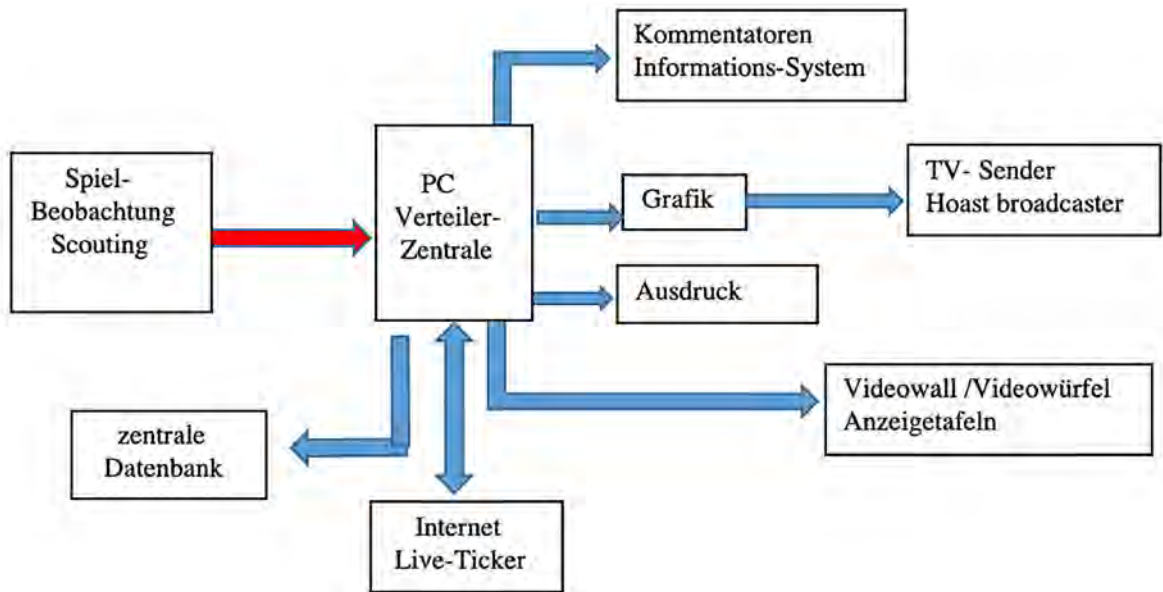 Kommentatoren
Informations-System
Spiel-
Beobachtung
Scouting
PC
Verteiler-
Zentrale
Grafik
TV- Sender
Hoast broadcaster
Ausdruck
Videowall /Videowürfel
Anzeigetafeln
zentrale
Datenbank
Internet
Live-Ticker